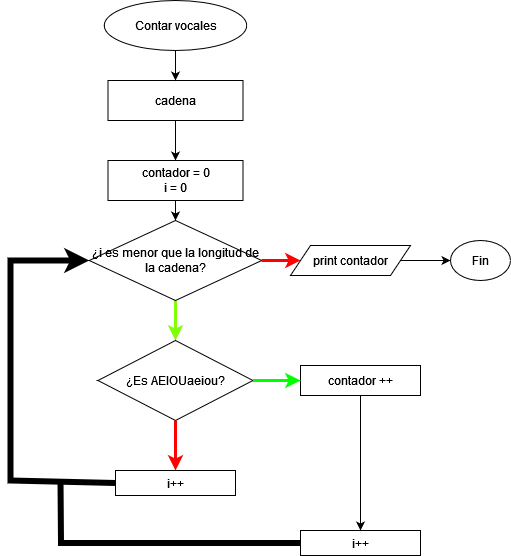 Contar vocales
cadena
contador = 0
i = 0
¿i es menor que la longitud de
la cadena?
print contador
Fin
¿Es AEIOUaeiou?
contador ++
i++
i++